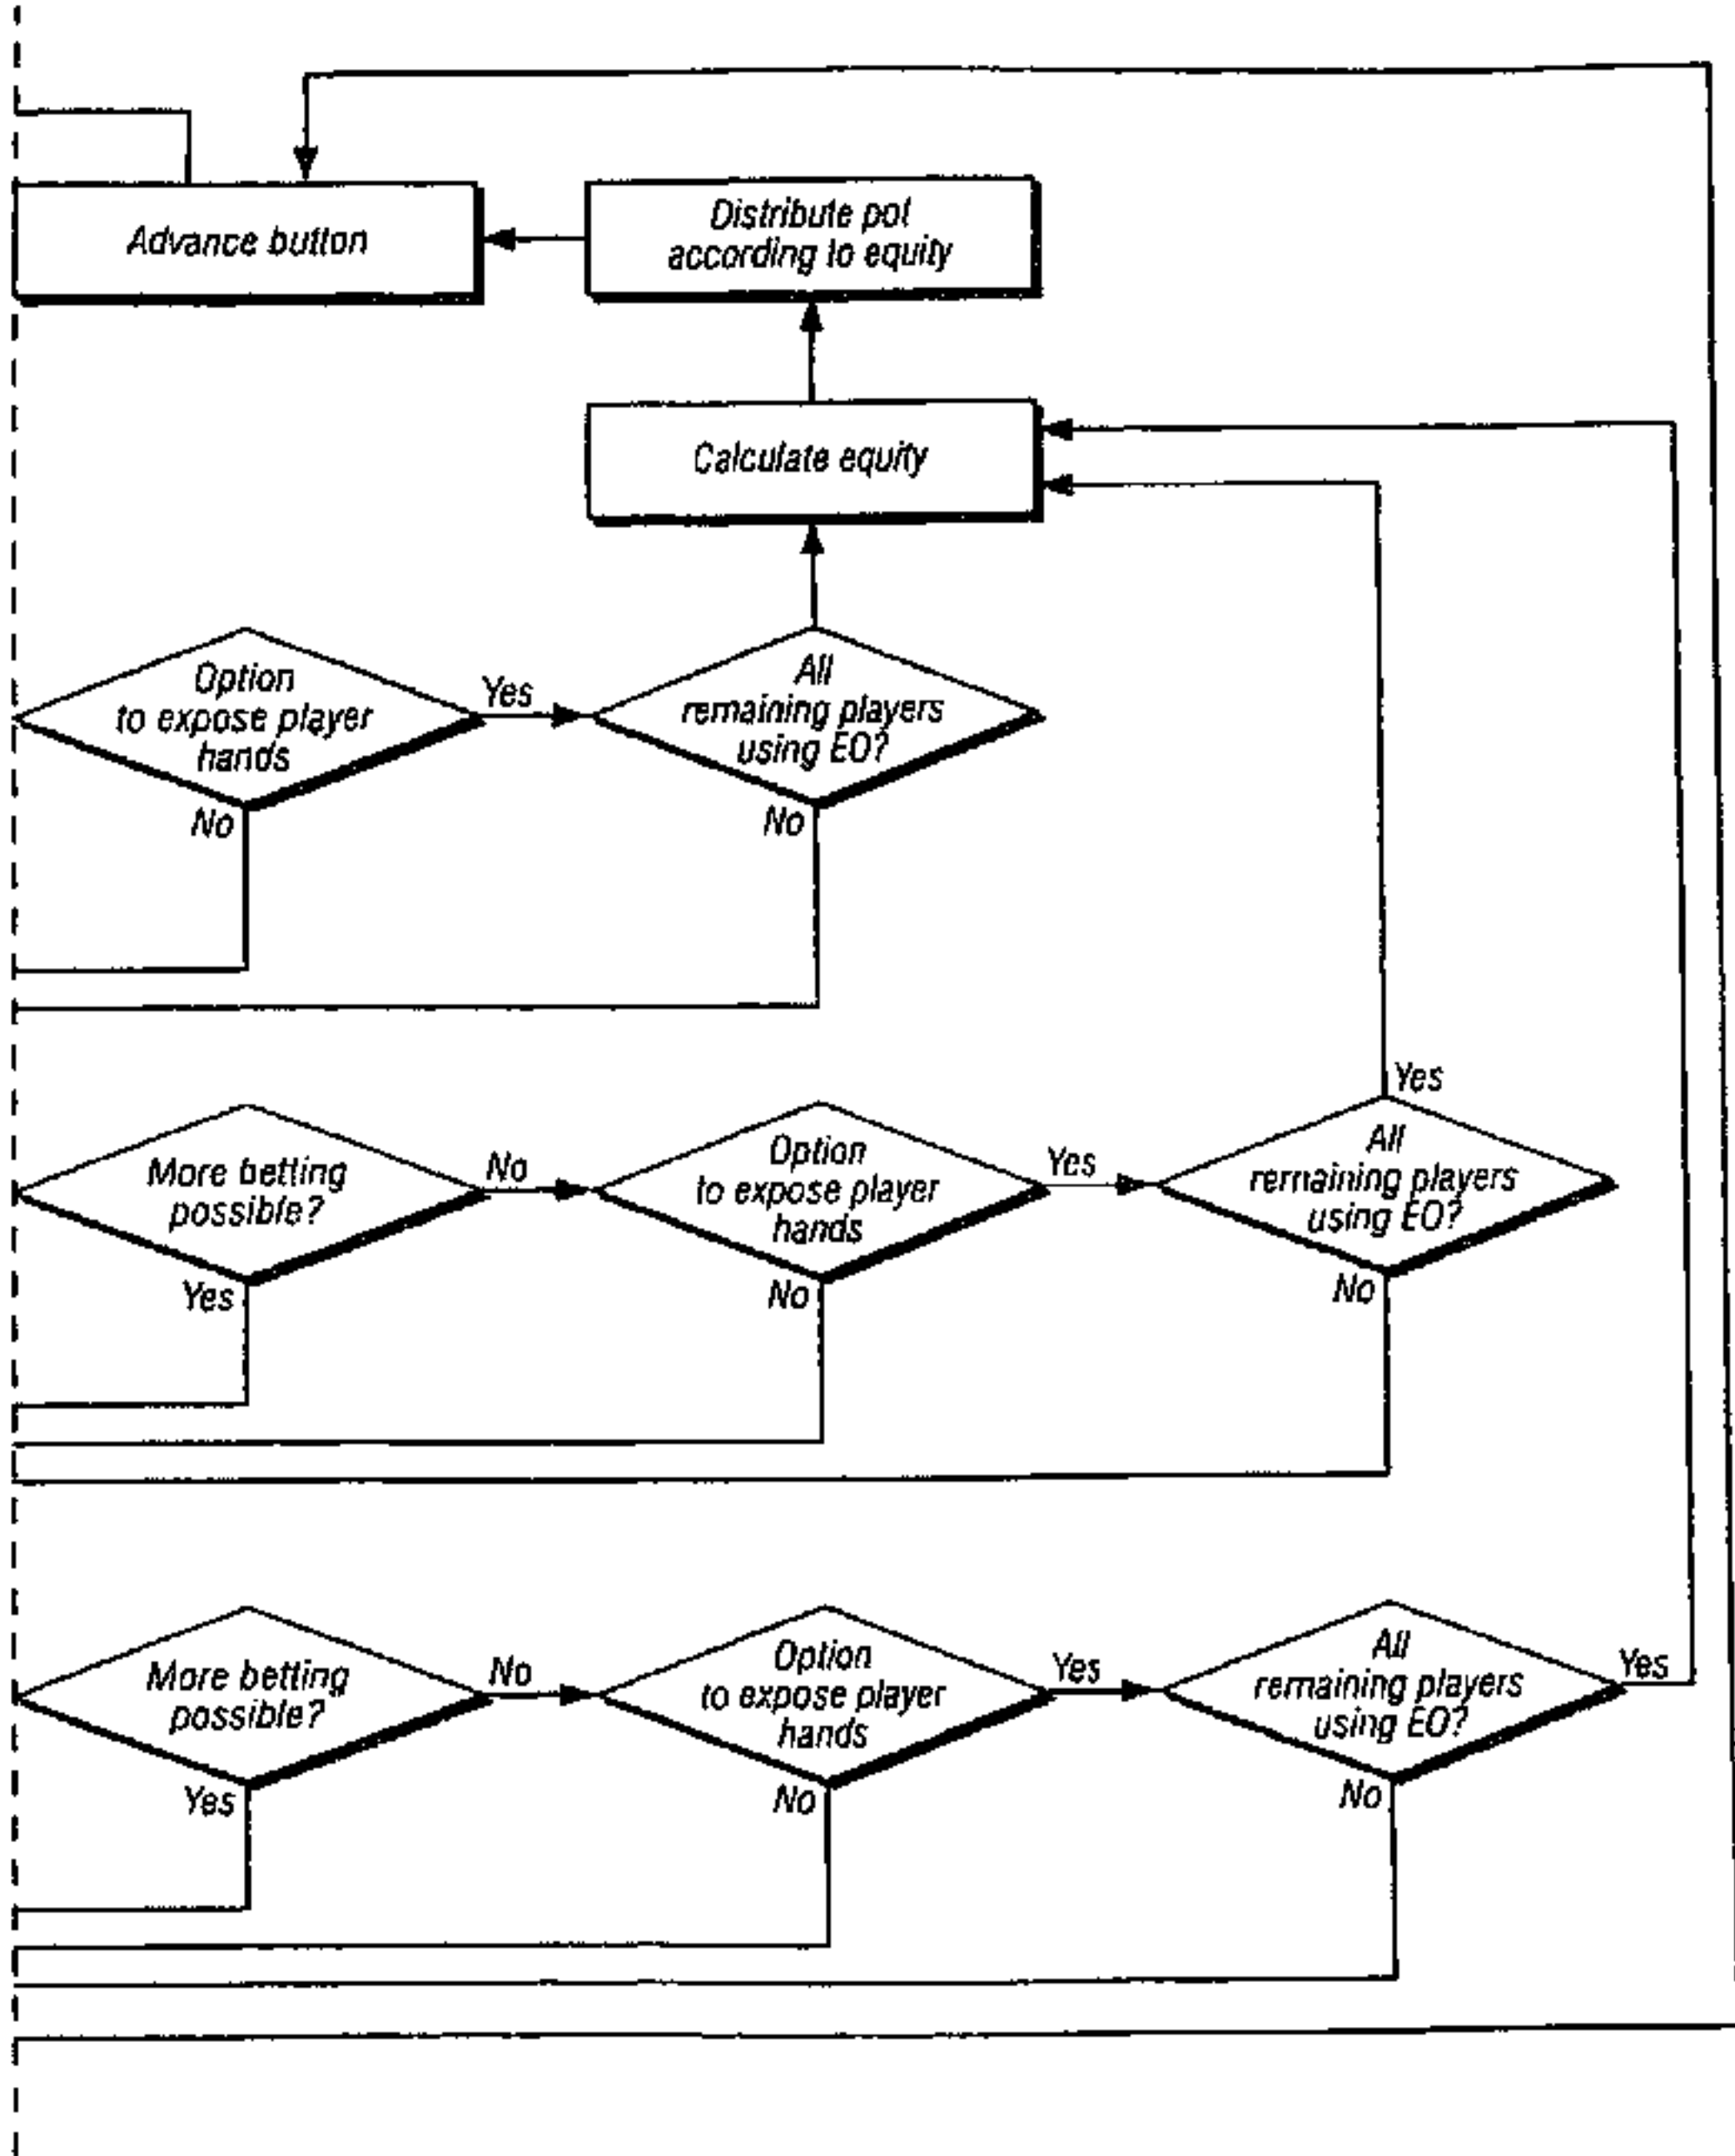 Advance button
Distribute pot
according to equity
Calculate equity
Option
to expose player
hands
Yes
All
remaining players
using EO?
No
No
Yes
More betting
possible?
No
Option
to expose player
hands
Yes
All
remaining players
using EO?
Yes
No
No
More betting
possible?
No
Option
to expose player
hands
Yes
All
remaining players
using EO?
Yes
Yes
No
No